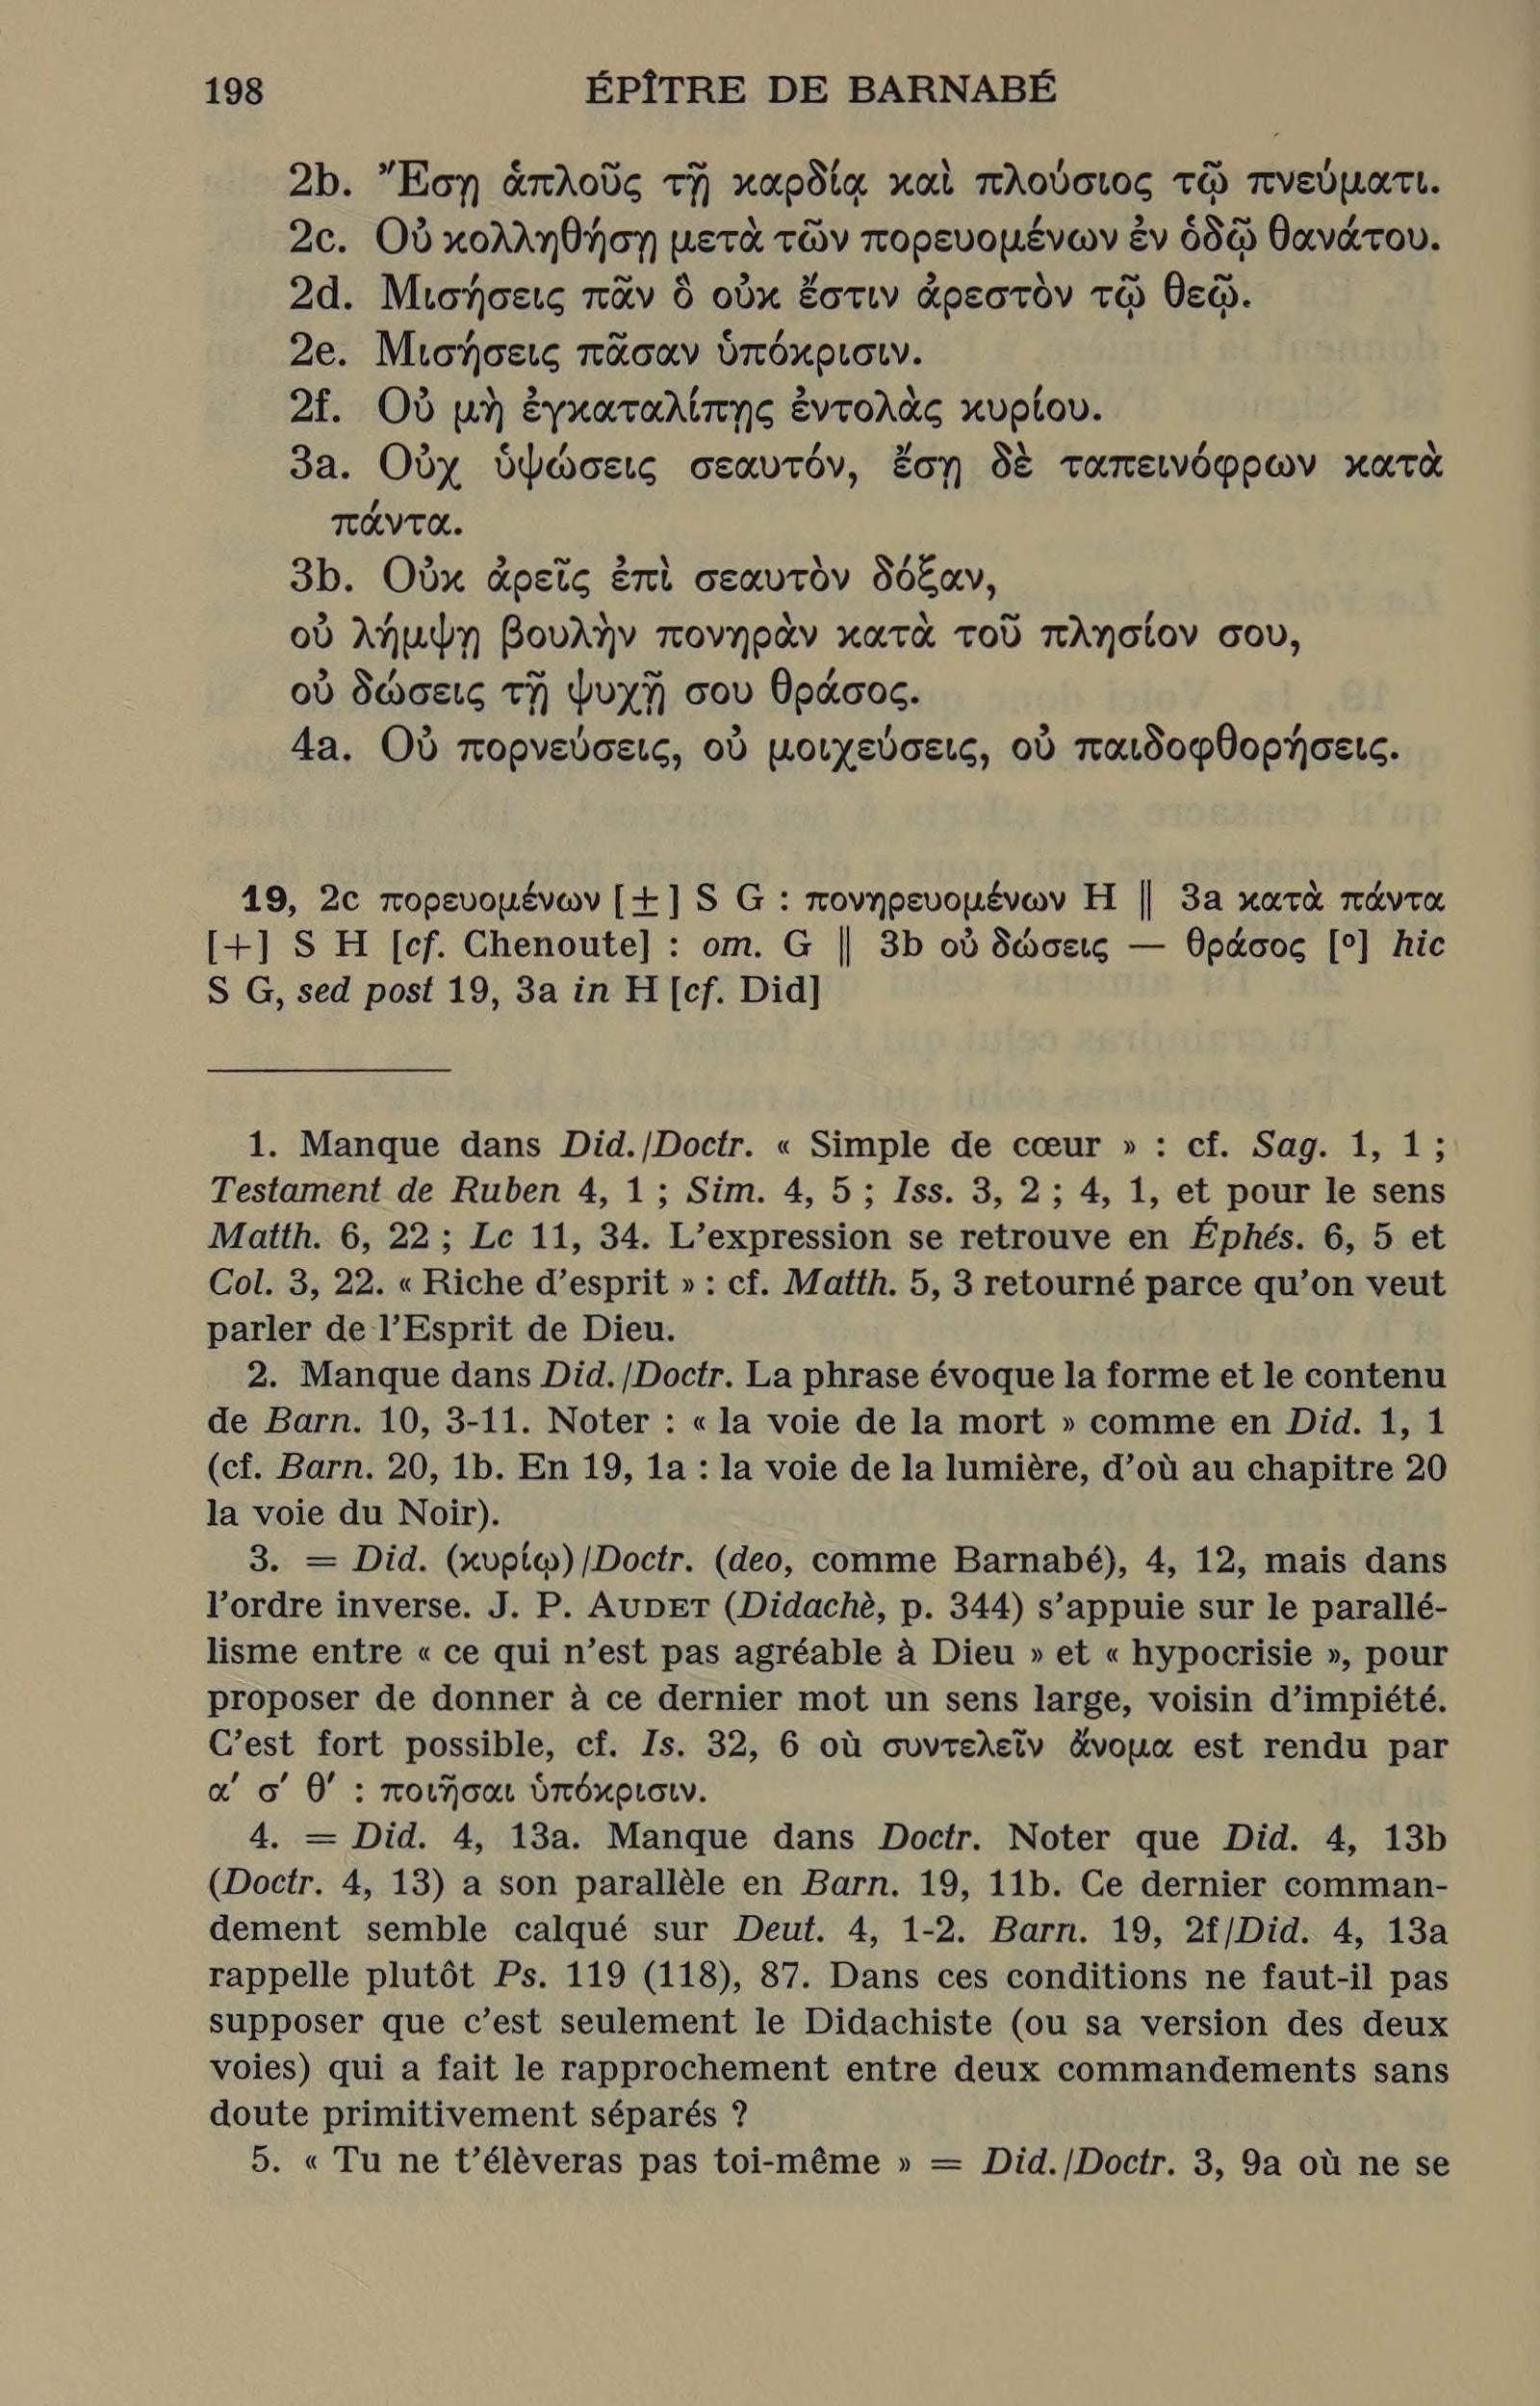 198 ÉPÎTRE DE BARNABÉ
2b. Ἔσῃ ἁπλοῦς τῇ καρδίᾳ καὶ πλούσιος τῷ πνεύματι.
2c. Οὐ κολληθήσῃ μετὰ τῶν πορευομένων ἐν ὁδῷ θανάτου.
2d. Μισήσεις πᾶν ὃ οὐκ ἔστιν ἀρεστὸν τῷ θεῷ.
2e. Μισήσεις πᾶσαν ὑπόκρισιν.
2f. Οὐ μὴ ἐγκαταλίπῃς ἐντολὰς κυρίου.
3a. Οὐχ ὑψώσεις σεαυτόν, ἔσῃ δὲ ταπεινόφρων κατὰ
πάντα.
3b. Οὐκ ἀρεῖς ἐπὶ σεαυτὸν δόξαν,
οὐ λήμψῃ βουλὴν πονηρὰν κατὰ τοῦ πλησίον σου,
οὐ δώσεις τῇ ψυχῇ σου θράσος.
4a. Οὐ πορνεύσεις, οὐ μοιχεύσεις, οὐ παιδοφθορήσεις.
19, 2c πορευομένων [±] S G : πονηρευομένων H ‖ 3a κατὰ πάντα
[+] S H [cf. Chenoute] : om. G ‖ 3b οὐ δώσεις — θράσος [°] hic
S G, sed post 19, 3a in H [cf. Did]
1. Manque dans Did./Doctr. « Simple de cœur » : cf. Sag. 1, 1 ;
Testament de Ruben 4, 1 ; Sim. 4, 5 ; Iss. 3, 2 ; 4, 1, et pour le sens
Matth. 6, 22 ; Lc 11, 34. L'expression se retrouve en Éphés. 6, 5 et
Col. 3, 22. « Riche d'esprit » : cf. Matth. 5, 3 retourné parce qu'on veut
parler de l'Esprit de Dieu.
2. Manque dans Did./Doctr. La phrase évoque la forme et le contenu
de Barn. 10, 3-11. Noter : « la voie de la mort » comme en Did. 1, 1
(cf. Barn. 20, 1b. En 19, 1a : la voie de la lumière, d'où au chapitre 20
la voie du Noir).
3. = Did. (κυρίῳ)/Doctr. (deo, comme Barnabé), 4, 12, mais dans
l'ordre inverse. J. P. AUDET (Didachè, p. 344) s'appuie sur le parallé-
lisme entre « ce qui n'est pas agréable à Dieu » et « hypocrisie », pour
proposer de donner à ce dernier mot un sens large, voisin d'impiété.
C'est fort possible, cf. Is. 32, 6 où συντελεῖν ἄνομα est rendu par
α′ σ′ θ′ : ποιῆσαι ὑπόκρισιν.
4. = Did. 4, 13a. Manque dans Doctr. Noter que Did. 4, 13b
(Doctr. 4, 13) a son parallèle en Barn. 19, 11b. Ce dernier comman-
dement semble calqué sur Deut. 4, 1-2. Barn. 19, 2f/Did. 4, 13a
rappelle plutôt Ps. 119 (118), 87. Dans ces conditions ne faut-il pas
supposer que c'est seulement le Didachiste (ou sa version des deux
voies) qui a fait le rapprochement entre deux commandements sans
doute primitivement séparés ?
5. « Tu ne t'élèveras pas toi-même » = Did./Doctr. 3, 9a où ne se